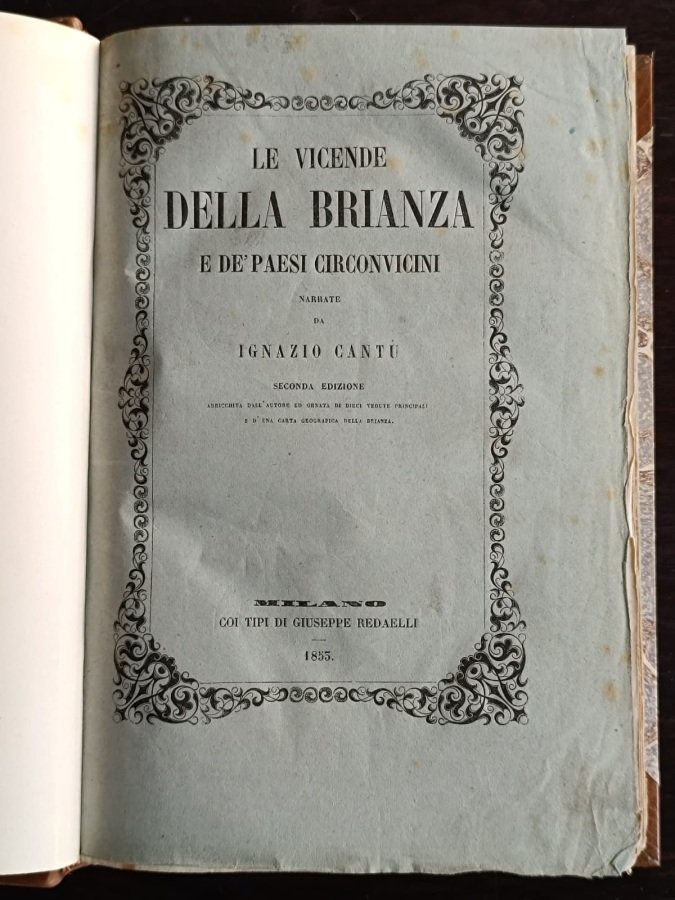 LE VICENDE
DELLA BRIANZA
E DE' PAESI CIRCONVICINI
NARRATE
DA
IGNAZIO CANTÙ
SECONDA EDIZIONE
ARRICCHITA DALL'AUTORE ED ORNATA DI DIECI VEDUTE PRINCIPALI
E D'UNA CARTA GEOGRAFICA DELLA BRIANZA.
MILANO
COI TIPI DI GIUSEPPE REDAELLI
1853.